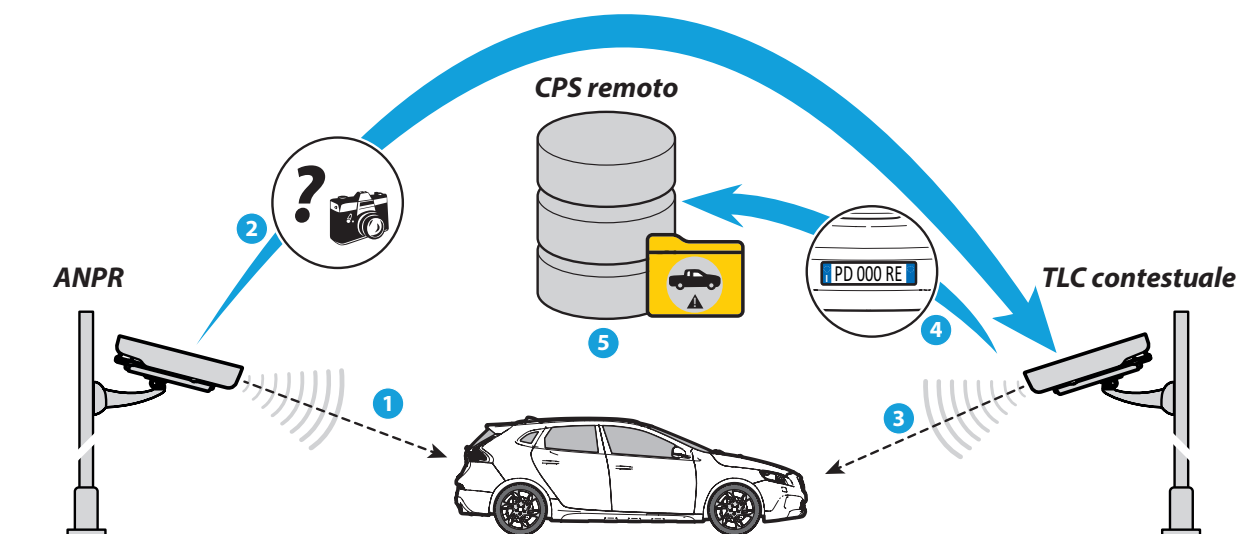 CPS remoto
?
2
ANPR
PD 000 RE
I
TLC contestuale
4
5
1
3